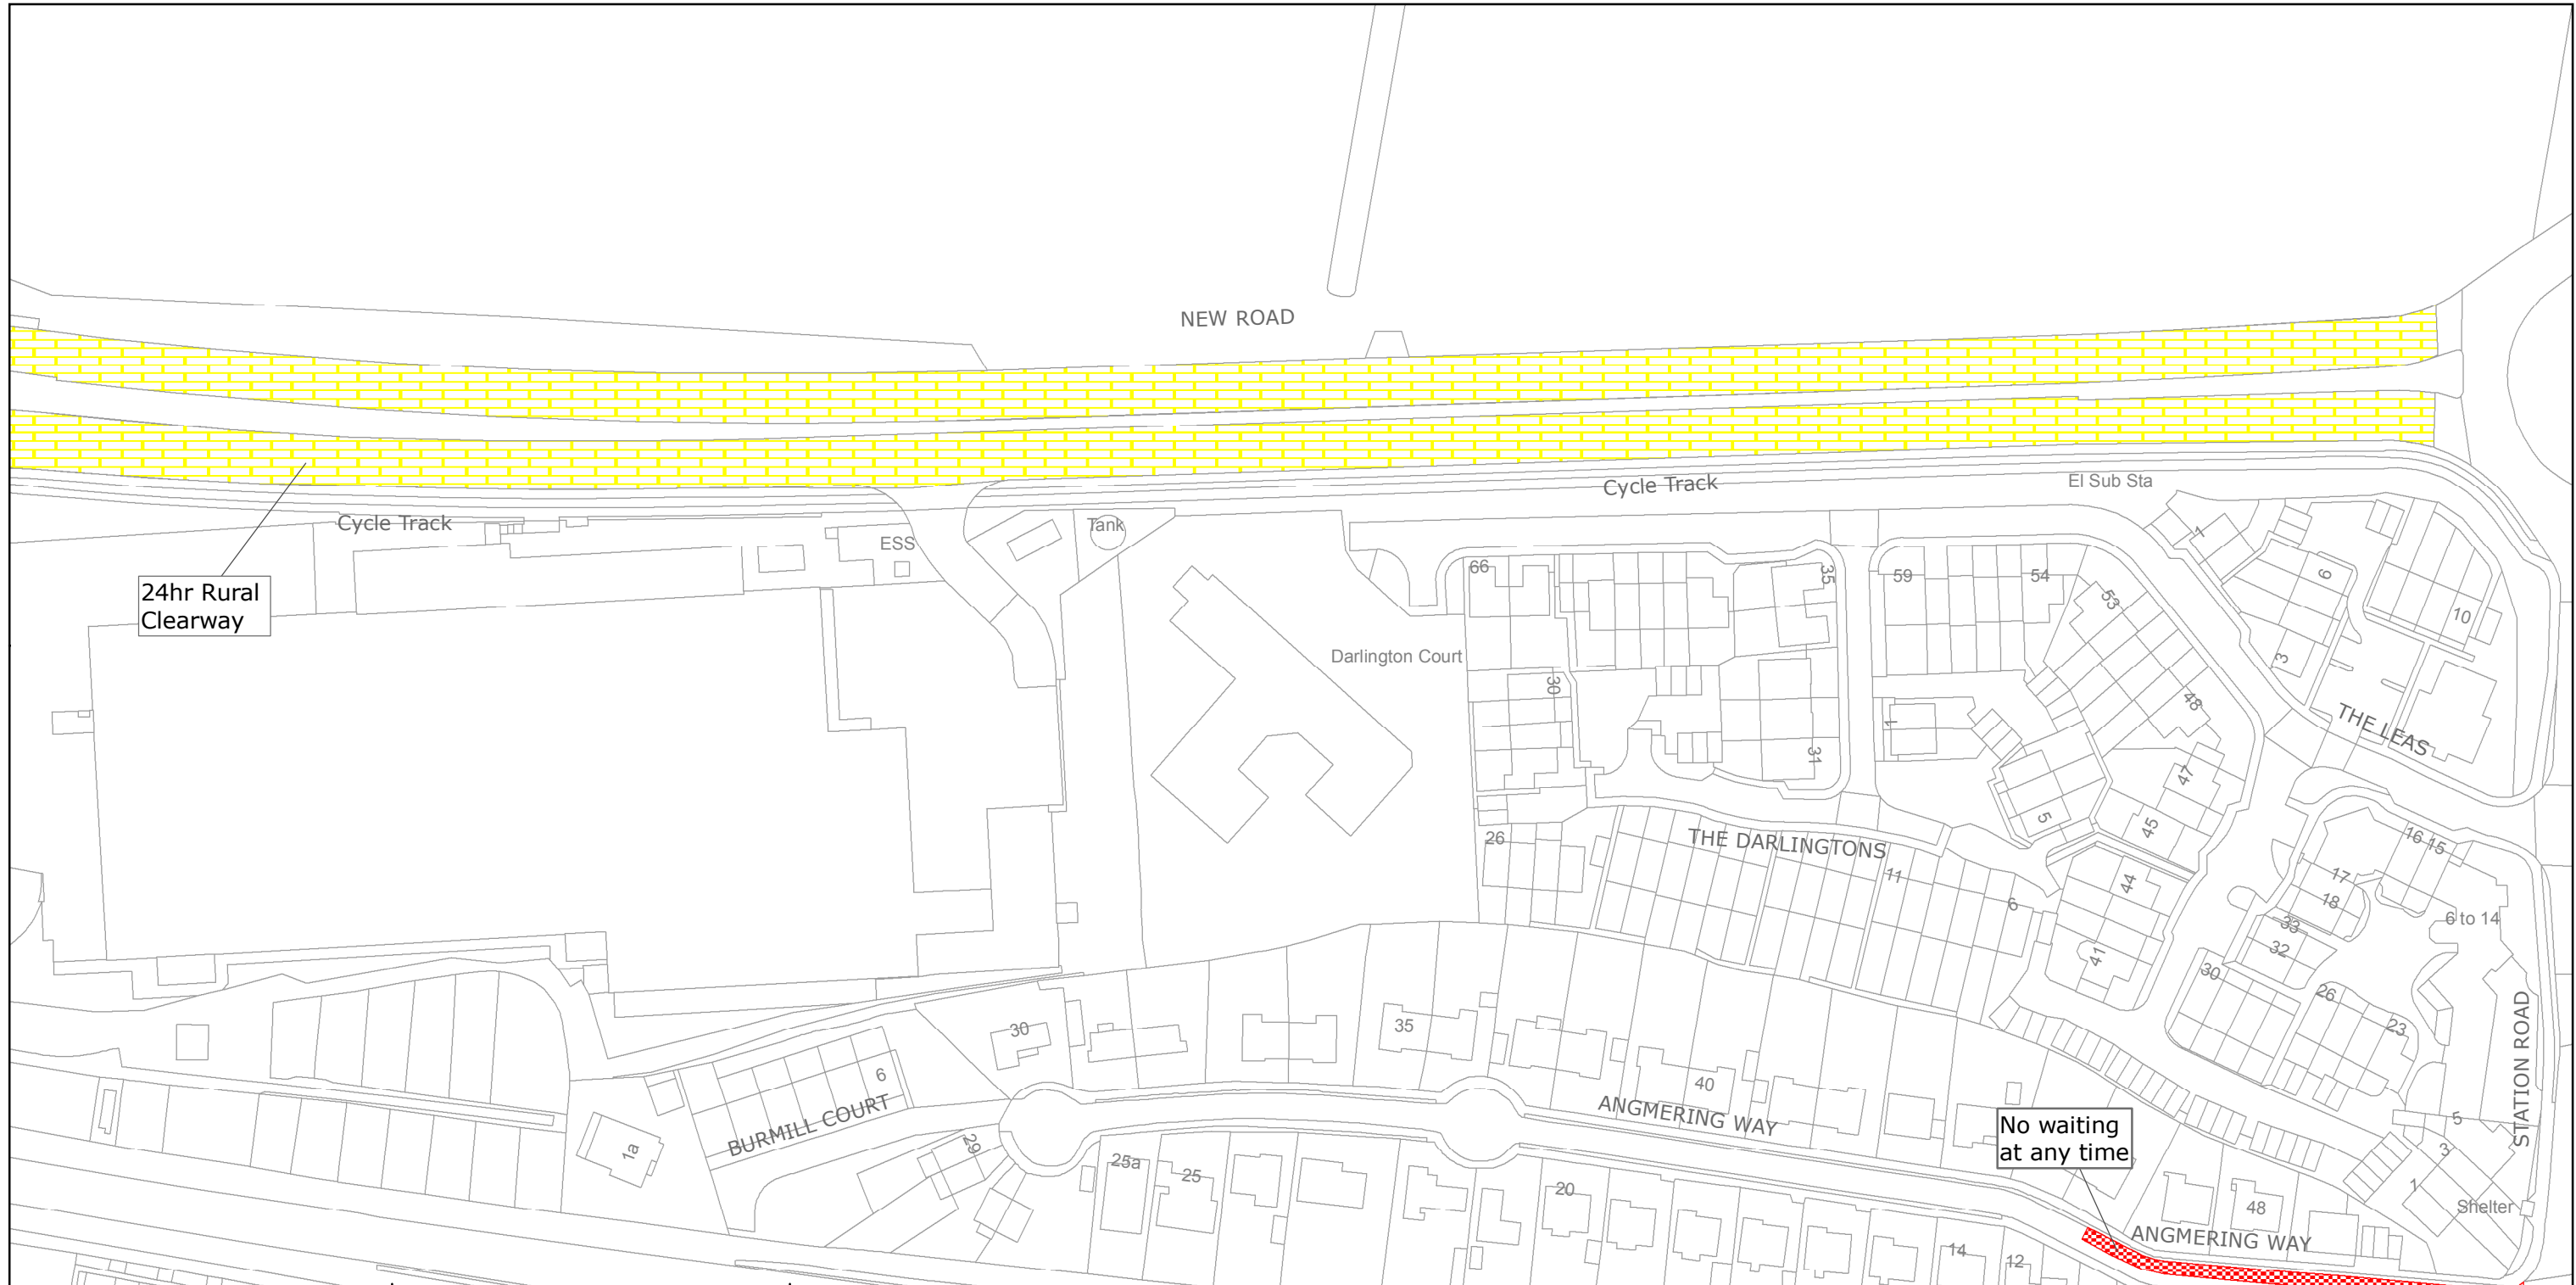 NEW ROAD
Cycle Track
El Sub Sta
Cycle Track
Tank
ESS
24hr Rural
Clearway
66
35
59
54
53
1
6
10
3
Darlington Court
30
31
1
48
47
45
5
THE LEAS
26
THE DARLINGTONS
11
6
44
41
16
15
17
18
33
32
6 to 14
30
26
23
STATION ROAD
30
35
40
6
BURMILL COURT
1a
29
25a
25
20
ANGMERING WAY
No waiting
at any time
5
3
1
Shelter
48
ANGMERING WAY
14
12